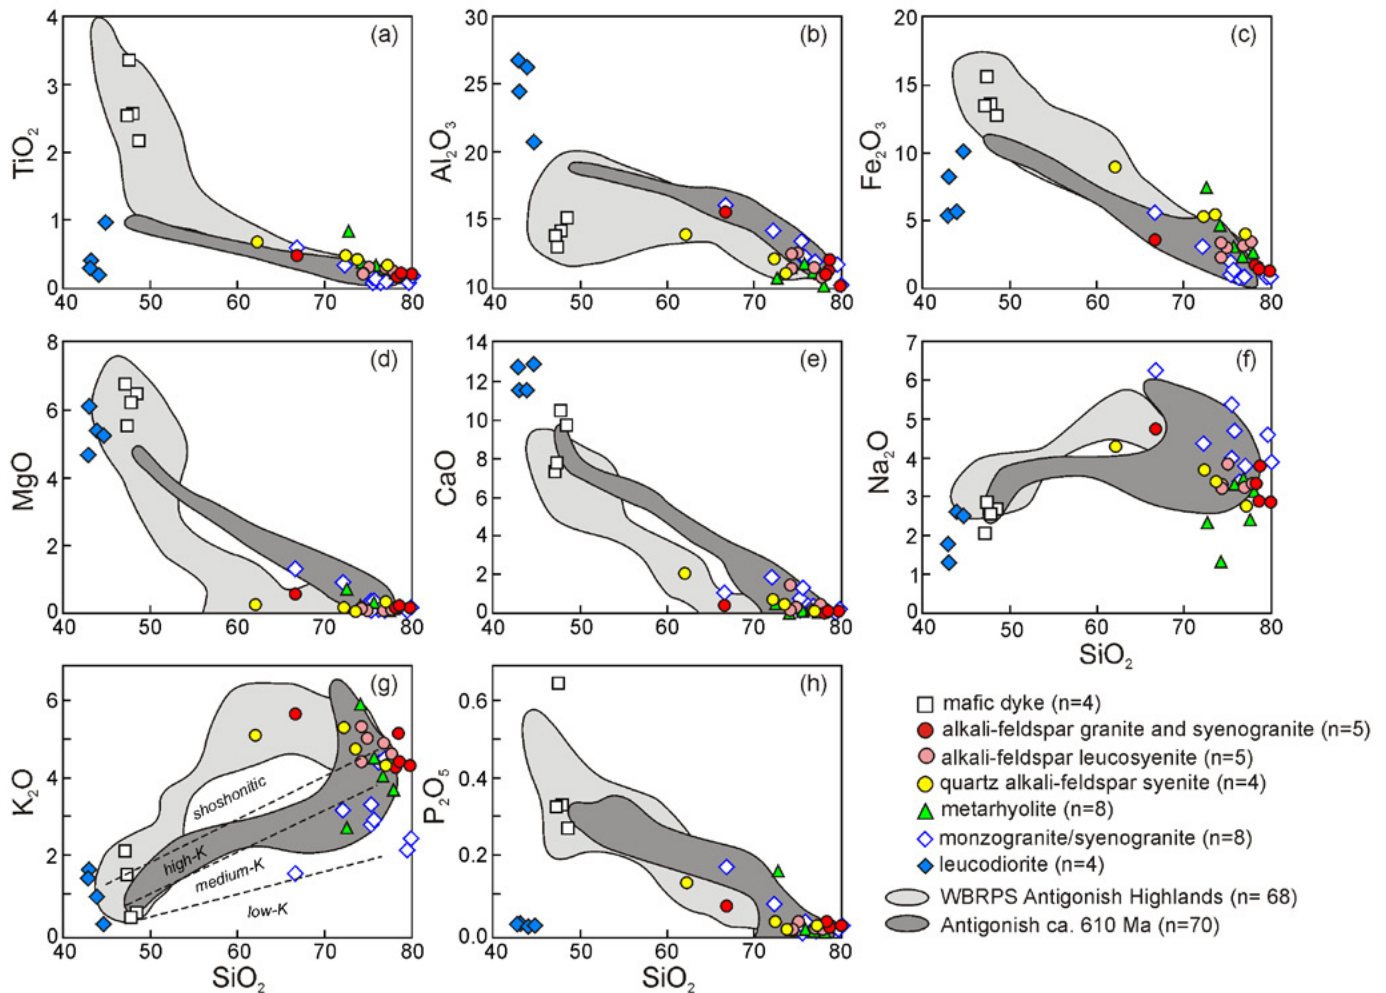 4
3
2
1
0
TiO₂
(a)
40
50
60
70
80
30
25
20
15
10
Al₂O₃
(b)
40
50
60
70
80
20
15
10
5
0
Fe₂O₃
(c)
40
50
60
70
80
8
6
4
2
0
MgO
(d)
40
50
60
70
80
14
12
10
8
6
4
2
0
CaO
(e)
40
50
60
70
80
7
6
5
4
3
2
1
0
Na₂O
(f)
40
50
60
70
80
SiO₂
6
4
2
0
K₂O
(g)
shoshonitic
high-K
medium-K
low-K
40
50
60
70
80
SiO₂
0.6
0.4
0.2
0.0
P₂O₅
(h)
40
50
60
70
80
SiO₂
mafic dyke (n=4)
alkali-feldspar granite and syenogranite (n=5)
alkali-feldspar leucosyenite (n=5)
quartz alkali-feldspar syenite (n=4)
metarhyolite (n=8)
monzogranite/syenogranite (n=8)
leucodiorite (n=4)
WBRPS Antigonish Highlands (n= 68)
Antigonish ca. 610 Ma (n=70)